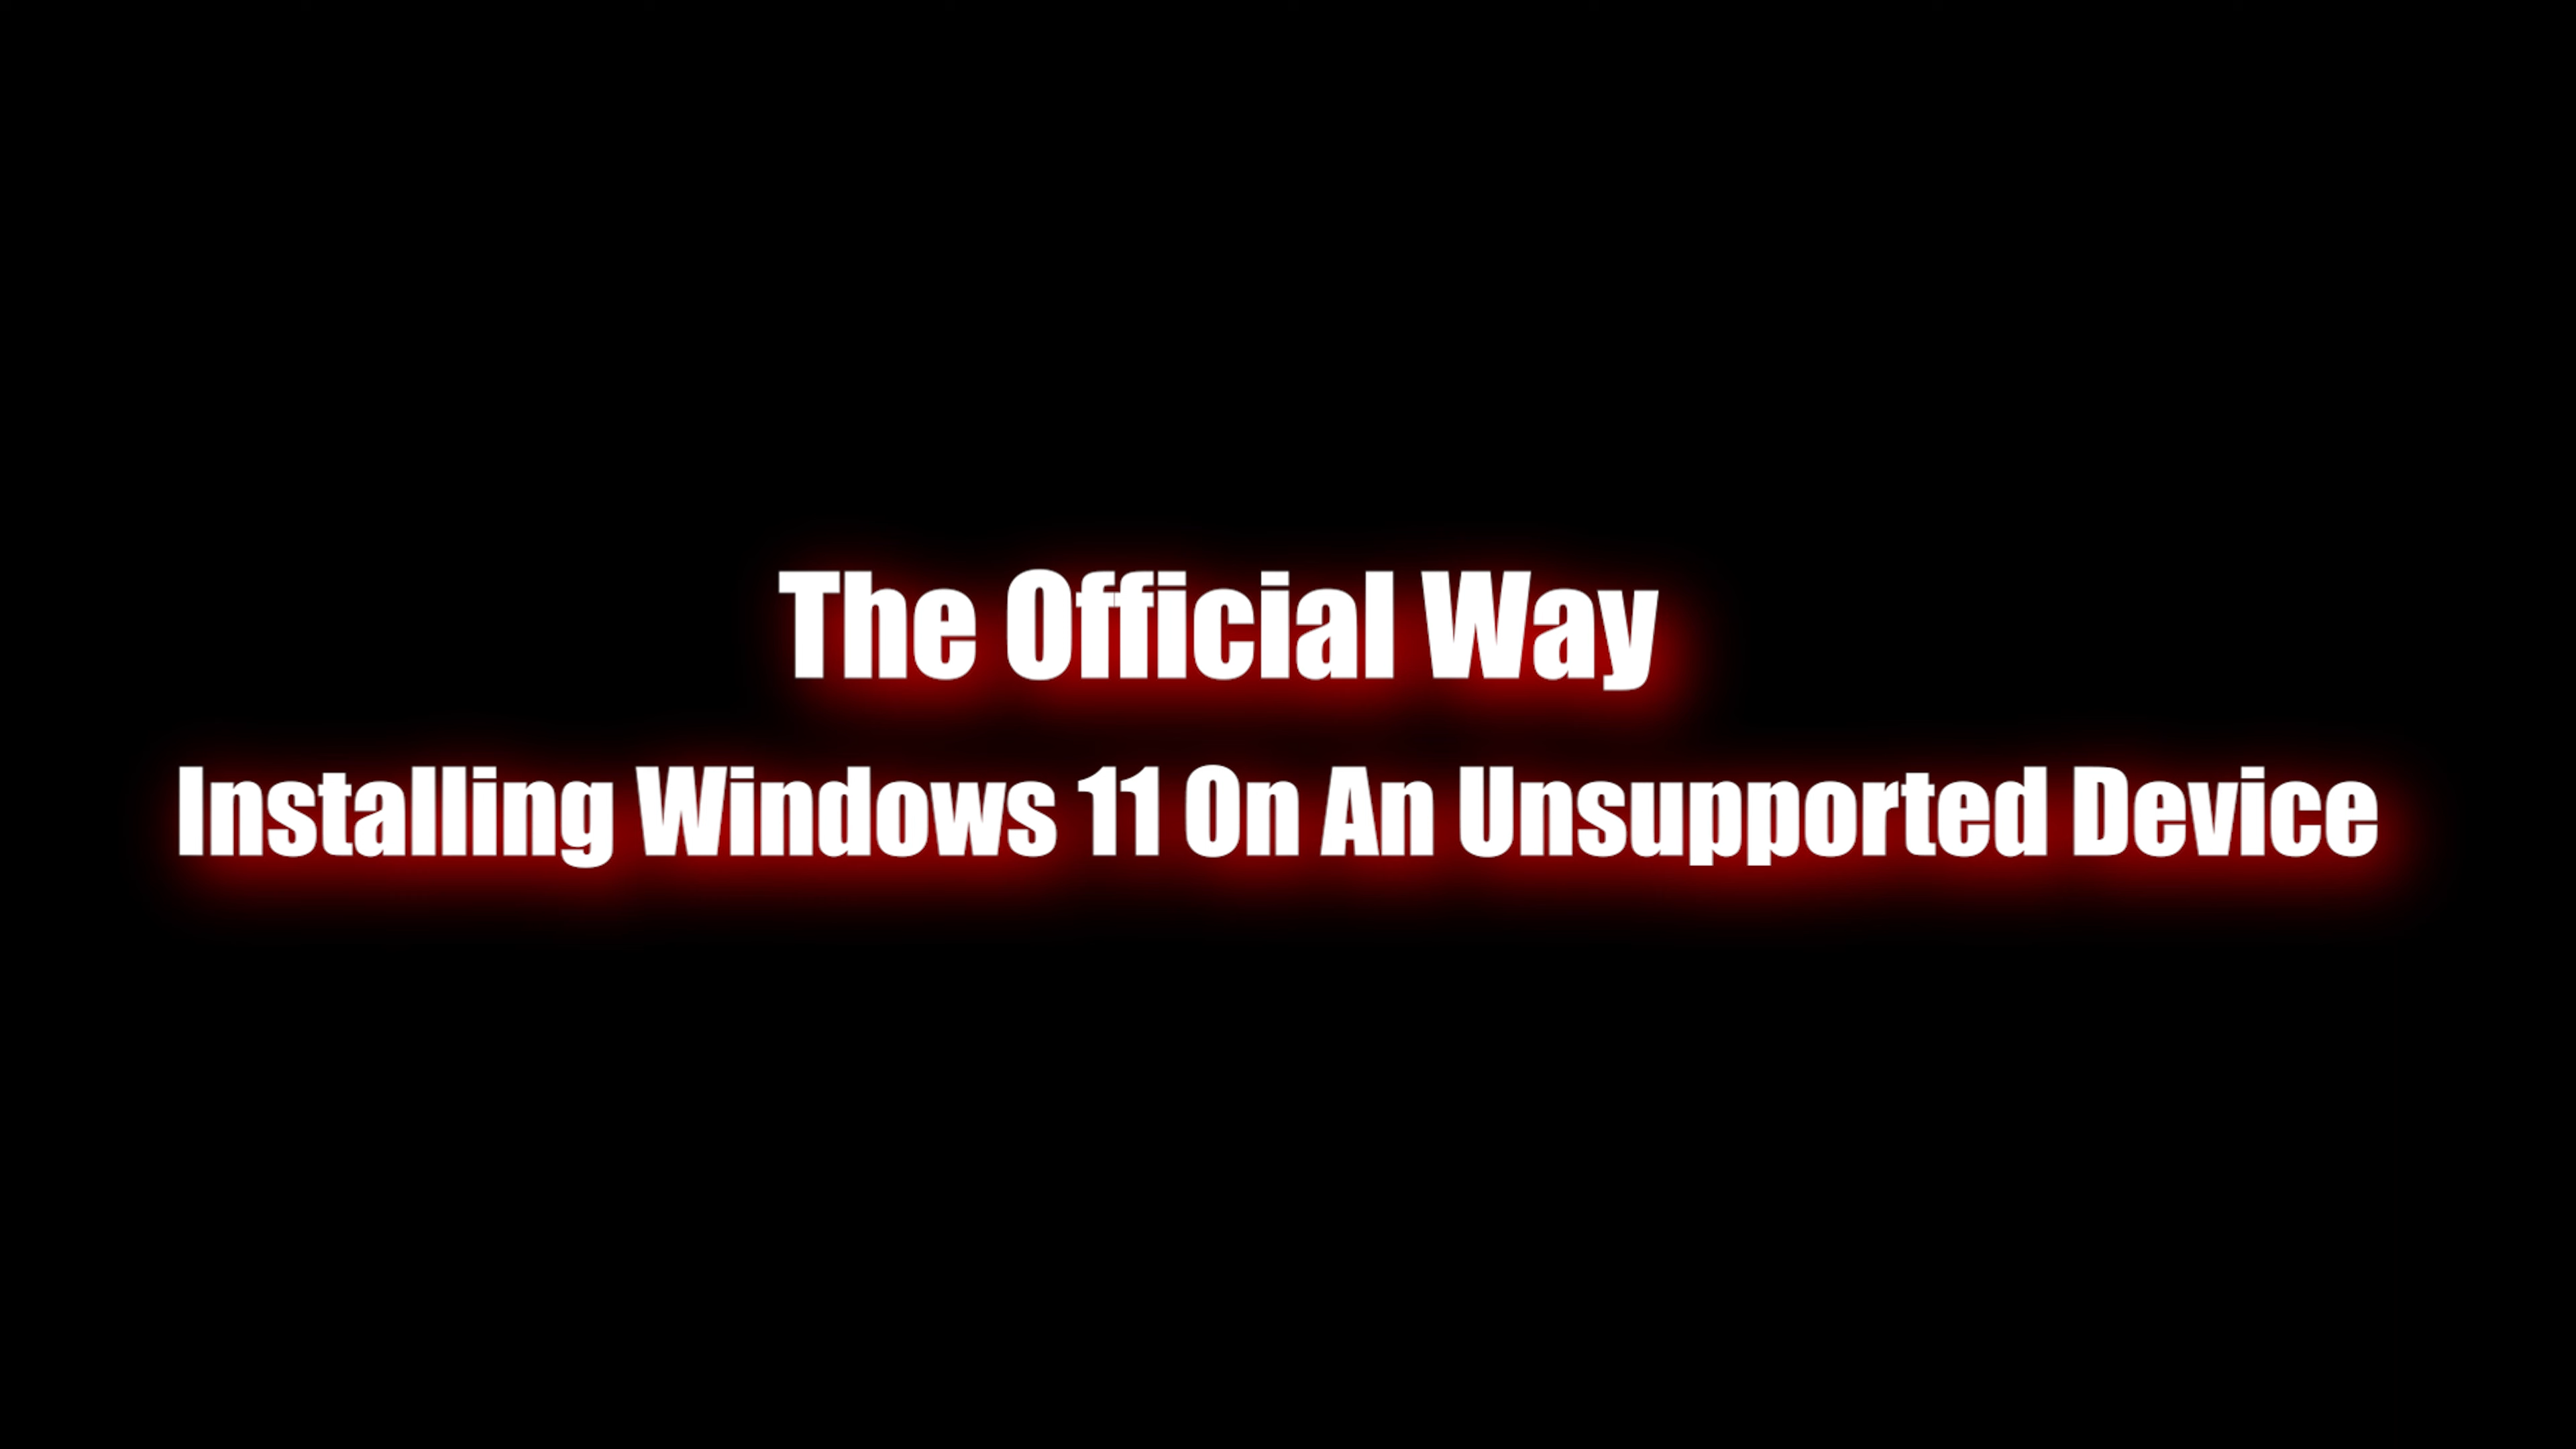 The Official Way
Installing Windows 11 On An Unsupported Device